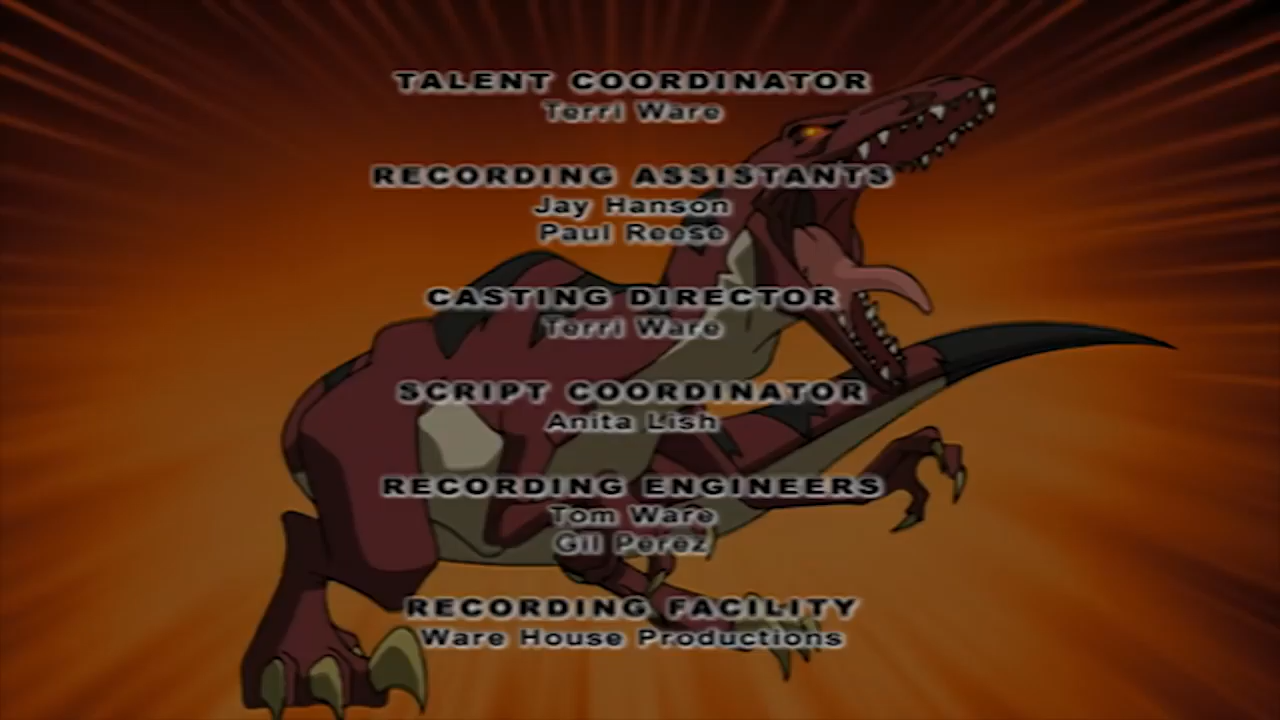 TALENT COORDINATOR
Terri Ware
RECORDING ASSISTANTS
Jay Hanson
Paul Reese
CASTING DIRECTOR
Terri Ware
SCRIPT COORDINATOR
Anita Lish
RECORDING ENGINEERS
Tom Ware
Gil Perez
RECORDING FACILITY
Ware House Productions